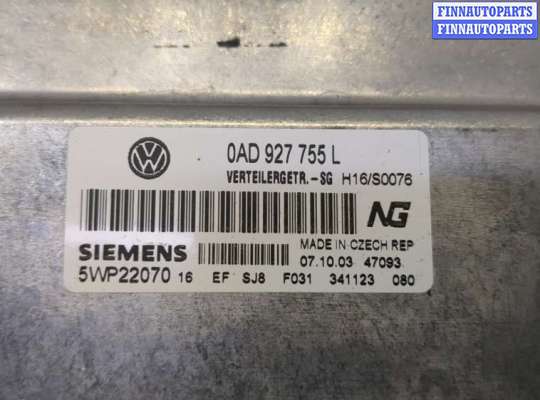 FINNAUTOPARTS
FINNAUTOPARTS
0AD 927 755 L
VERTEILERGETR.-SG H16/S0076
NG
SIEMENS
MADE IN CZECH REP
07.10.03 47093
5WP22070 16 EF SJ8 F031 341123 080